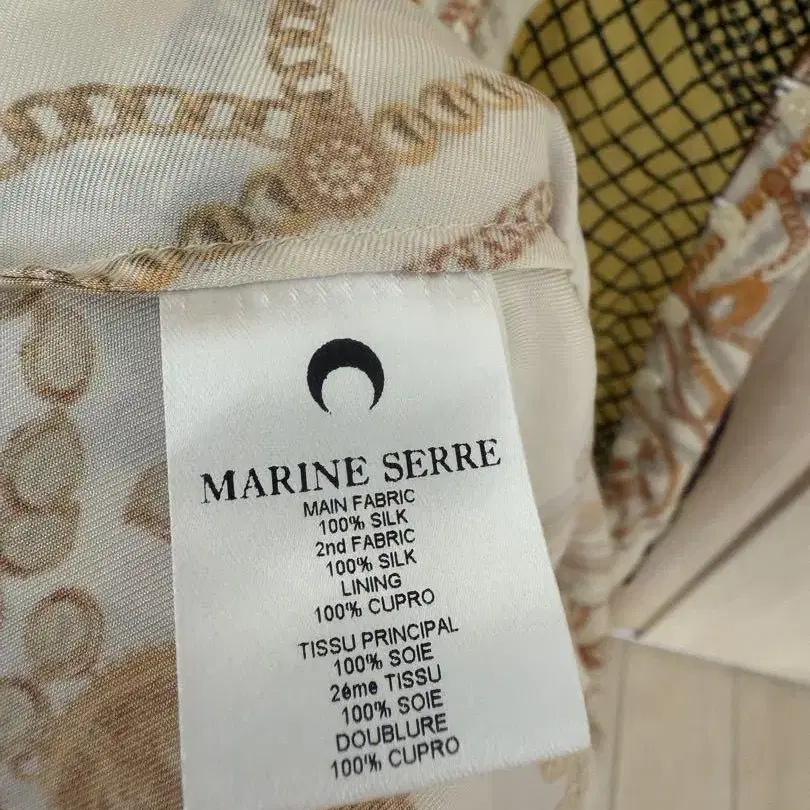 MARINE SERRE
MAIN FABRIC
100% SILK
2nd FABRIC
100% SILK
LINING
100% CUPRO
TISSU PRINCIPAL
100% SOIE
2éme TISSU
100% SOIE
DOUBLURE
100% CUPRO